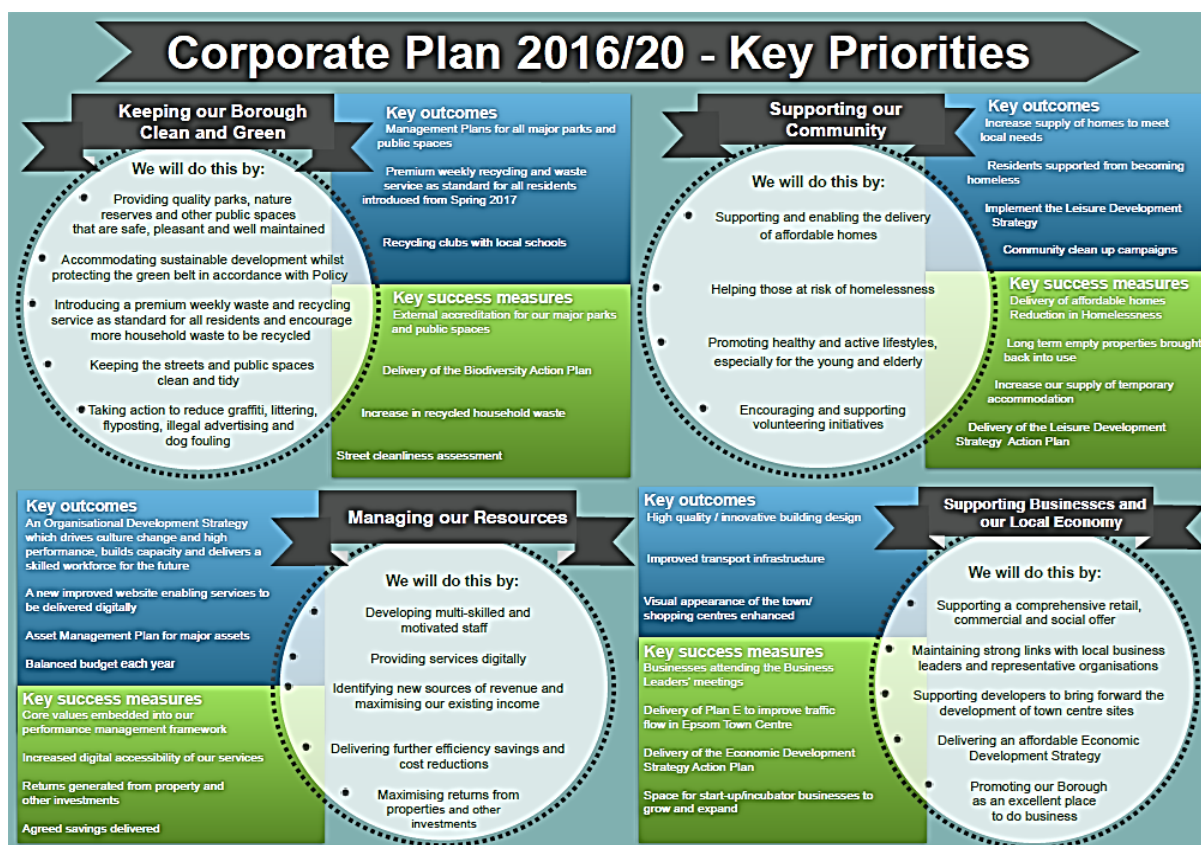 Corporate Plan 2016/20 - Key Priorities
Keeping our Borough
Clean and Green
We will do this by:
Providing quality parks, nature
reserves and other public spaces
that are safe, pleasant and well maintained
Accommodating sustainable development whilst
protecting the green belt in accordance with Policy
Introducing a premium weekly waste and recycling
service as standard for all residents and encourage
more household waste to be recycled
Keeping the streets and public spaces
clean and tidy
Taking action to reduce graffiti, littering,
flyposting, illegal advertising and
dog fouling
Key outcomes
Management Plans for all major parks and
public spaces
Premium weekly recycling and waste
service as standard for all residents
introduced from Spring 2017
Recycling clubs with local schools
Key success measures
External accreditation for our major parks
and public spaces
Delivery of the Biodiversity Action Plan
Increase in recycled household waste
Street cleanliness assessment
Supporting our
Community
We will do this by:
Supporting and enabling the delivery
of affordable homes
Helping those at risk of homelessness
Promoting healthy and active lifestyles,
especially for the young and elderly
Encouraging and supporting
volunteering initiatives
Key outcomes
Increase supply of homes to meet
local needs
Residents supported from becoming
homeless
Implement the Leisure Development
Strategy
Community clean up campaigns
Key success measures
Delivery of affordable homes
Reduction in Homelessness
Long term empty properties brought
back into use
Increase our supply of temporary
accommodation
Delivery of the Leisure Development
Strategy Action Plan
Key outcomes
An Organisational Development Strategy
which drives culture change and high
performance, builds capacity and delivers a
skilled workforce for the future
A new improved website enabling services to
be delivered digitally
Asset Management Plan for major assets
Balanced budget each year
Key success measures
Core values embedded into our
performance management framework
Increased digital accessibility of our services
Returns generated from property and
other investments
Agreed savings delivered
Managing our Resources
We will do this by:
Developing multi-skilled and
motivated staff
Providing services digitally
Identifying new sources of revenue and
maximising our existing income
Delivering further efficiency savings and
cost reductions
Maximising returns from
properties and other
investments
Key outcomes
High quality / innovative building design
Improved transport infrastructure
Visual appearance of the town/
shopping centres enhanced
Key success measures
Businesses attending the Business
Leaders' meetings
Delivery of Plan E to improve traffic
flow in Epsom Town Centre
Delivery of the Economic Development
Strategy Action Plan
Space for start-up/incubator businesses to
grow and expand
Supporting Businesses and
our Local Economy
We will do this by:
Supporting a comprehensive retail,
commercial and social offer
Maintaining strong links with local business
leaders and representative organisations
Supporting developers to bring forward the
development of town centre sites
Delivering an affordable Economic
Development Strategy
Promoting our Borough
as an excellent place
to do business